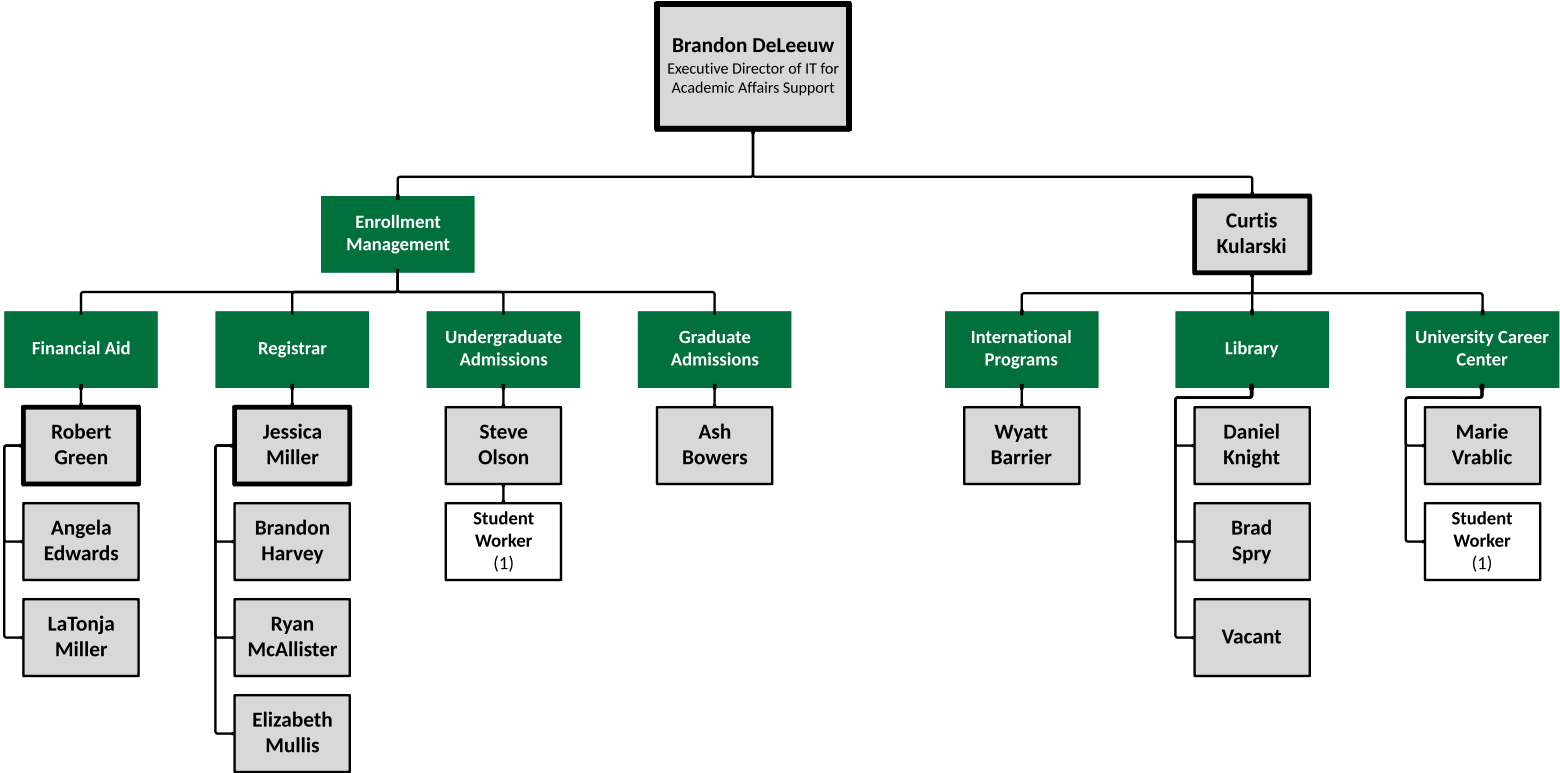 Brandon DeLeeuw
Executive Director of IT for
Academic Affairs Support
Enrollment
Management
Curtis
Kularski
Financial Aid
Registrar
Undergraduate
Admissions
Graduate
Admissions
International
Programs
Library
University Career
Center
Robert
Green
Jessica
Miller
Steve
Olson
Ash
Bowers
Wyatt
Barrier
Daniel
Knight
Marie
Vrablic
Angela
Edwards
Brandon
Harvey
Student
Worker
(1)
Brad
Spry
Student
Worker
(1)
LaTonja
Miller
Ryan
McAllister
Vacant
Elizabeth
Mullis